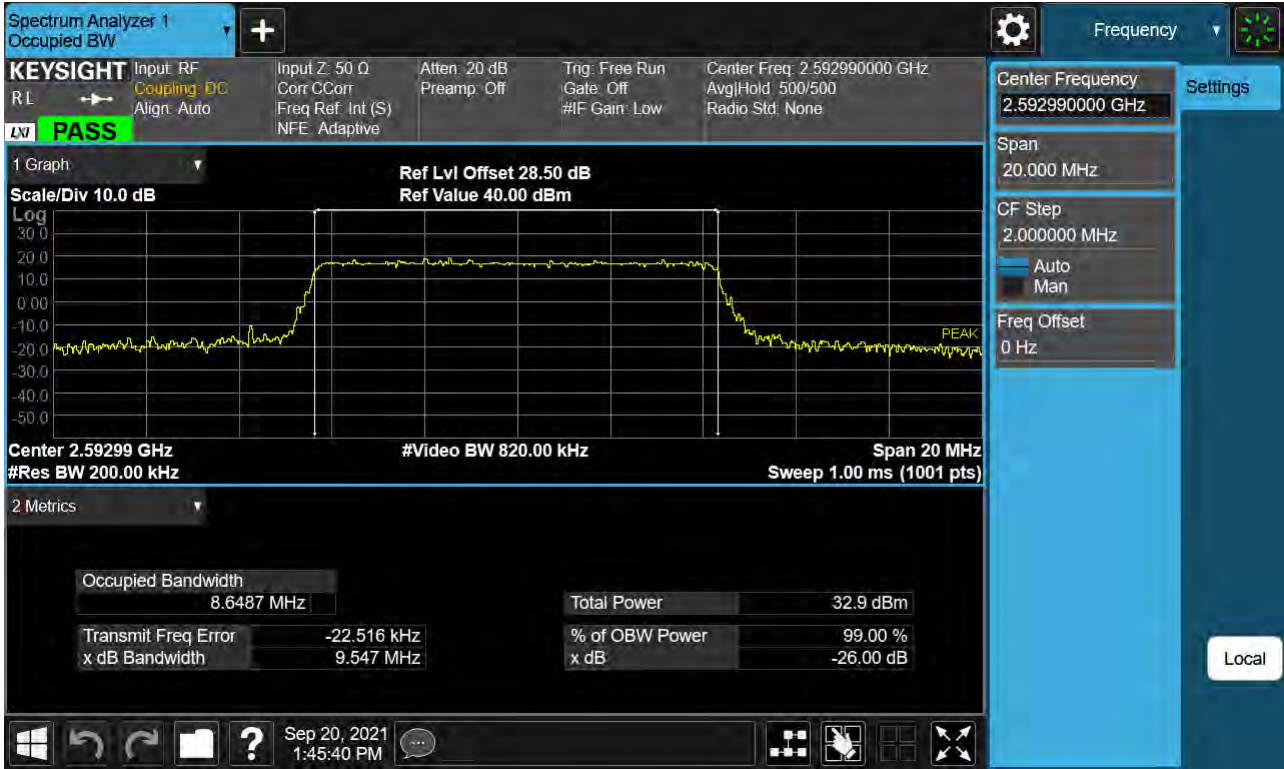 Spectrum Analyzer 1
Occupied BW
+
Frequency
KEYSIGHT
RL
LXI PASS
Input: RF
Coupling: DC
Align: Auto
Input Z: 50 Ω
Corr CCorr
Freq Ref: Int (S)
NFE: Adaptive
Atten: 20 dB
Preamp: Off
Trig: Free Run
Gate: Off
#IF Gain: Low
Center Freq: 2.592990000 GHz
Avg|Hold: 500/500
Radio Std: None
1 Graph
Scale/Div 10.0 dB
Ref Lvl Offset 28.50 dB
Ref Value 40.00 dBm
Log
30.0
20.0
10.0
0.00
-10.0
-20.0
-30.0
-40.0
-50.0
PEAK
Center 2.59299 GHz
#Video BW 820.00 kHz
Span 20 MHz
#Res BW 200.00 kHz
Sweep 1.00 ms (1001 pts)
2 Metrics
Occupied Bandwidth
8.6487 MHz
Total Power 32.9 dBm
Transmit Freq Error -22.516 kHz
% of OBW Power 99.00 %
x dB Bandwidth 9.547 MHz
x dB -26.00 dB
?
Sep 20, 2021
1:45:40 PM
Center Frequency
2.592990000 GHz
Span
20.000 MHz
CF Step
2.000000 MHz
Auto
Man
Freq Offset
0 Hz
Settings
Local